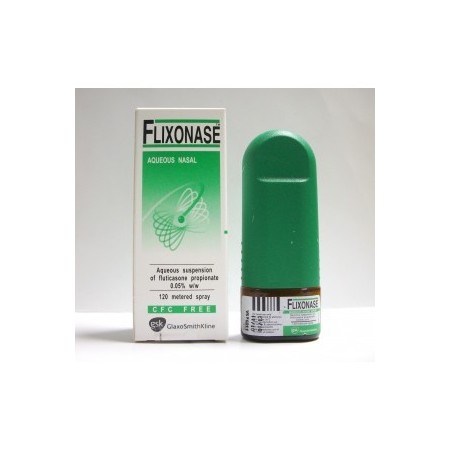 FLIXONASE
AQUEOUS NASAL
Aqueous suspension
of fluticasone propionate
0.05% w/w
120 metered spray
CFC FREE
gsk GlaxoSmithKline
FLIXONASE